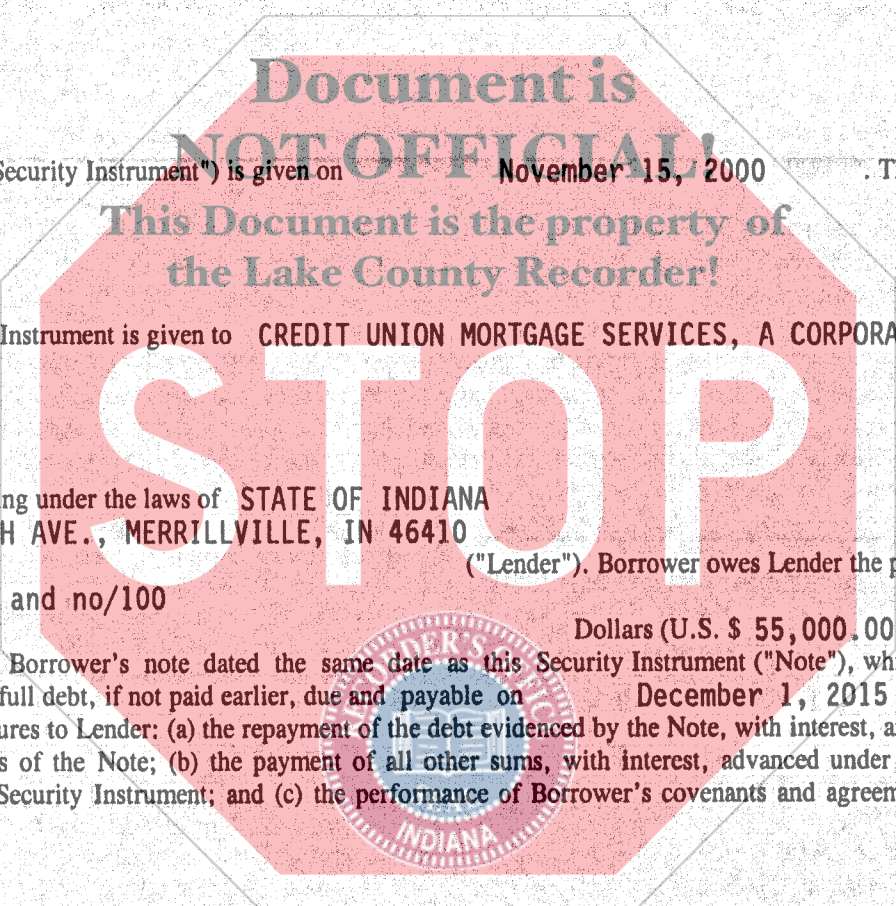 Document is
NOT OFFICIAL!
Security Instrument") is given on November 15, 2000 . T
This Document is the property of
the Lake County Recorder!
Instrument is given to CREDIT UNION MORTGAGE SERVICES, A CORPORA
STOP
ng under the laws of STATE OF INDIANA
H AVE., MERRILLVILLE, IN 46410
("Lender"). Borrower owes Lender the p
and no/100
Dollars (U.S. $ 55,000.00
Borrower's note dated the same date as this Security Instrument ("Note"), whi
full debt, if not paid earlier, due and payable on December 1, 2015
ures to Lender: (a) the repayment of the debt evidenced by the Note, with interest, a
s of the Note; (b) the payment of all other sums, with interest, advanced under
Security Instrument; and (c) the performance of Borrower's covenants and agreem
RECORDER'S OFFICE
INDIANA